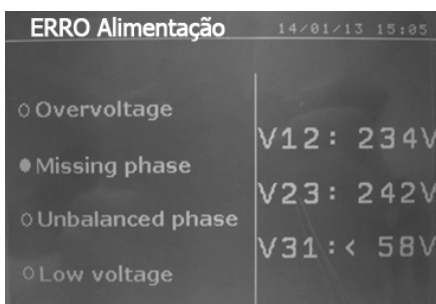 ERRO Alimentação 14/01/13 15:05
Overvoltage
V12: 234V
Missing phase
V23: 242V
Unbalanced phase
V31:< 58V
Low voltage